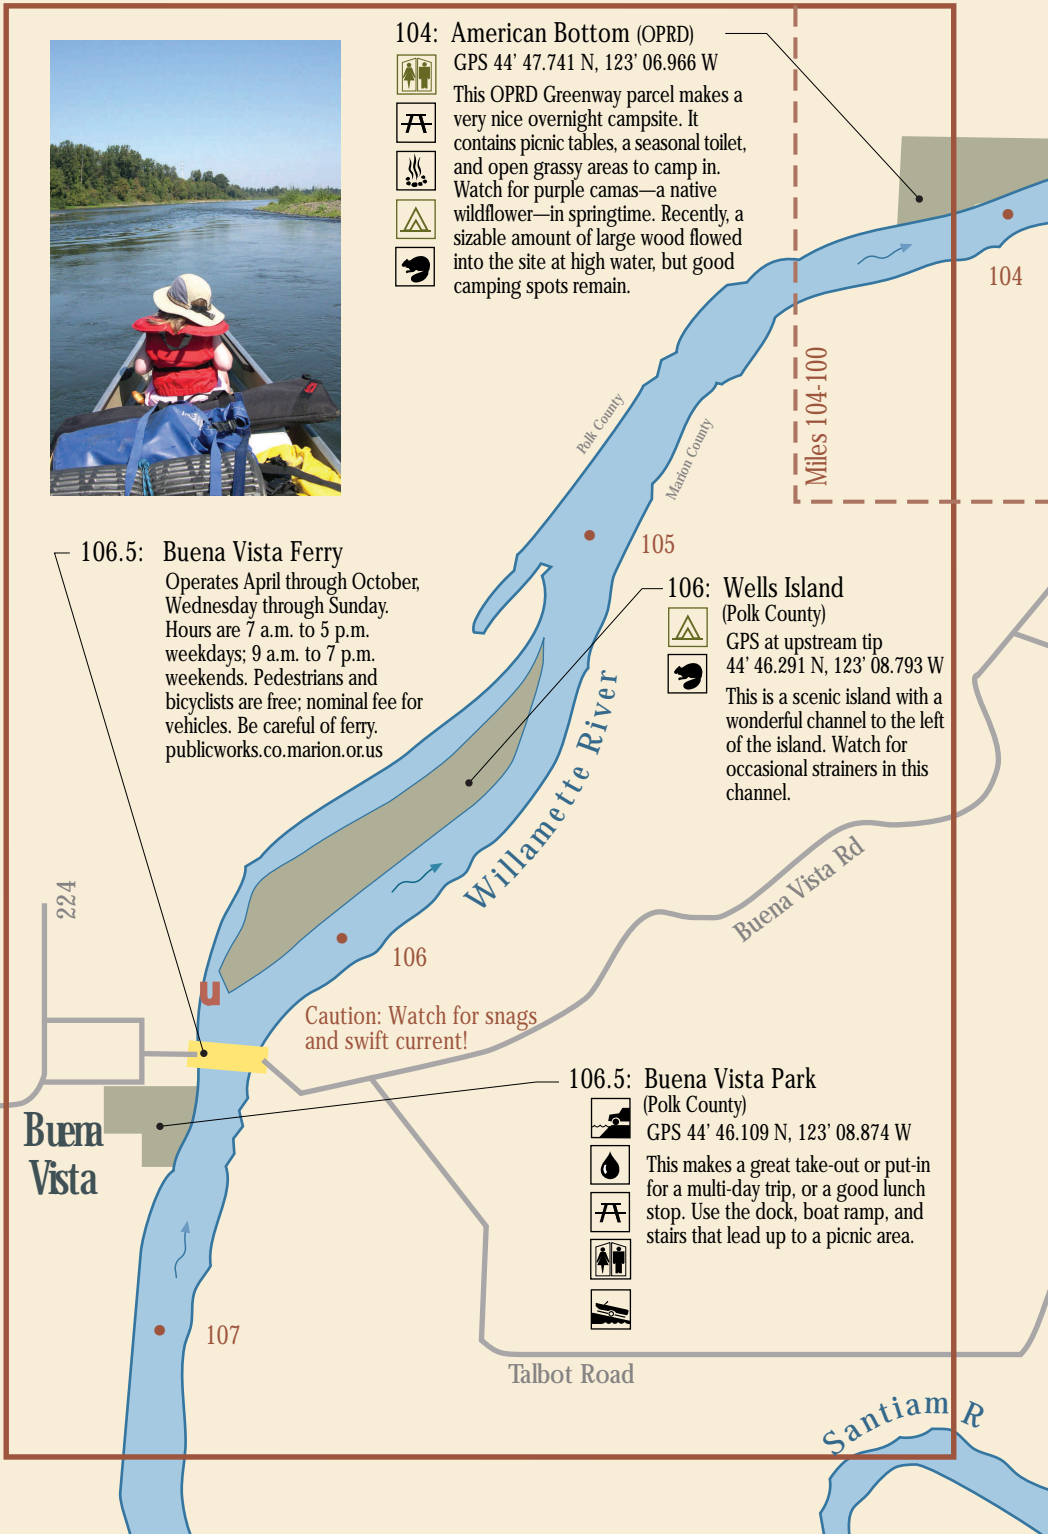 104: American Bottom (OPRD)
GPS 44' 47.741 N, 123' 06.966 W
This OPRD Greenway parcel makes a
very nice overnight campsite. It
contains picnic tables, a seasonal toilet,
and open grassy areas to camp in.
Watch for purple camas—a native
wildflower—in springtime. Recently, a
sizable amount of large wood flowed
into the site at high water, but good
camping spots remain.
104
Miles 104-100
Polk County
Marion County
105
106.5: Buena Vista Ferry
Operates April through October,
Wednesday through Sunday.
Hours are 7 a.m. to 5 p.m.
weekdays; 9 a.m. to 7 p.m.
weekends. Pedestrians and
bicyclists are free; nominal fee for
vehicles. Be careful of ferry.
publicworks.co.marion.or.us
106: Wells Island
(Polk County)
GPS at upstream tip
44' 46.291 N, 123' 08.793 W
This is a scenic island with a
wonderful channel to the left
of the island. Watch for
occasional strainers in this
channel.
Willamette River
Buena Vista Rd
224
106
u
Caution: Watch for snags
and swift current!
106.5: Buena Vista Park
(Polk County)
GPS 44' 46.109 N, 123' 08.874 W
This makes a great take-out or put-in
for a multi-day trip, or a good lunch
stop. Use the dock, boat ramp, and
stairs that lead up to a picnic area.
Buena
Vista
107
Talbot Road
Santiam R